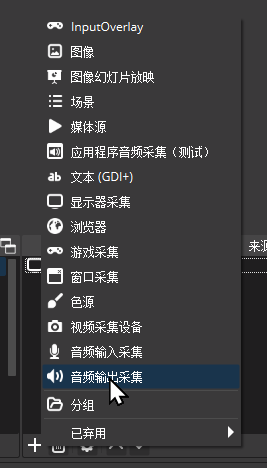 InputOverlay
图像
图像幻灯片放映
场景
媒体源
应用程序音频采集（测试）
文本 (GDI+)
显示器采集
浏览器
来源
游戏采集
窗口采集
色源
视频采集设备
音频输入采集
音频输出采集
分组
已弃用